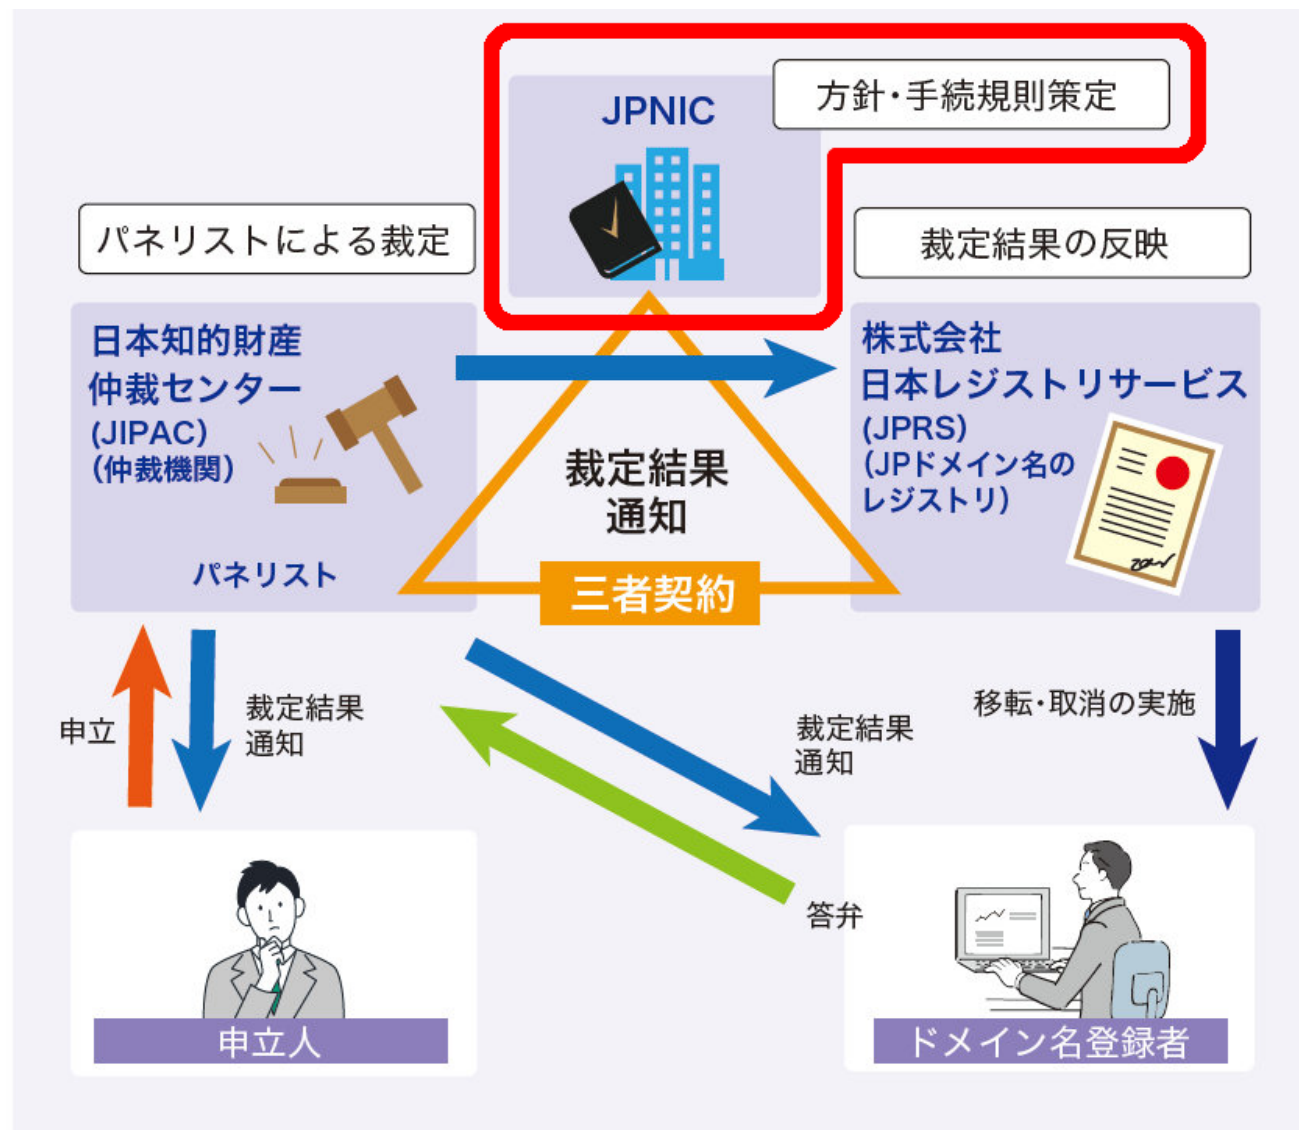 JPNIC
方針・手続規則策定
パネリストによる裁定
裁定結果の反映
日本知的財産
仲裁センター
(JIPAC)
(仲裁機関)
パネリスト
裁定結果
通知
三者契約
株式会社
日本レジストリサービス
(JPRS)
(JPドメイン名の
レジストリ)
申立
裁定結果
通知
裁定結果
通知
答弁
移転・取消の実施
申立人
ドメイン名登録者